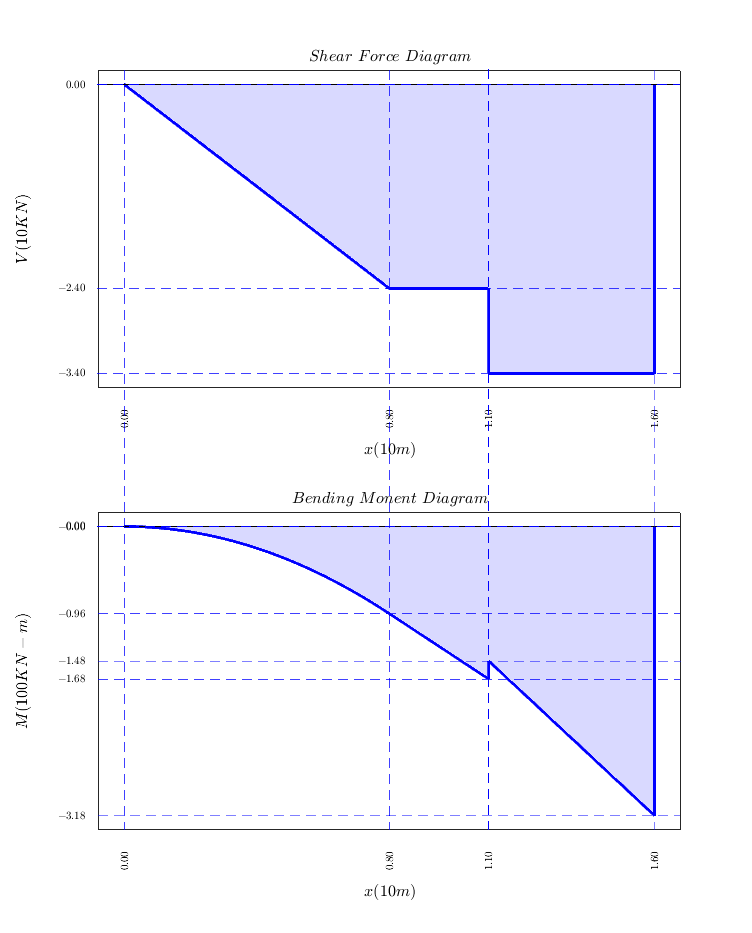 Shear Force Diagram
0.00
−2.40
−3.40
V(10KN)
0.00 0.80 1.10 1.60
x(10m)
Bending Monent Diagram
−0.00
−0.96
−1.48
−1.68
−3.18
M(100KN − m)
0.00 0.80 1.10 1.60
x(10m)